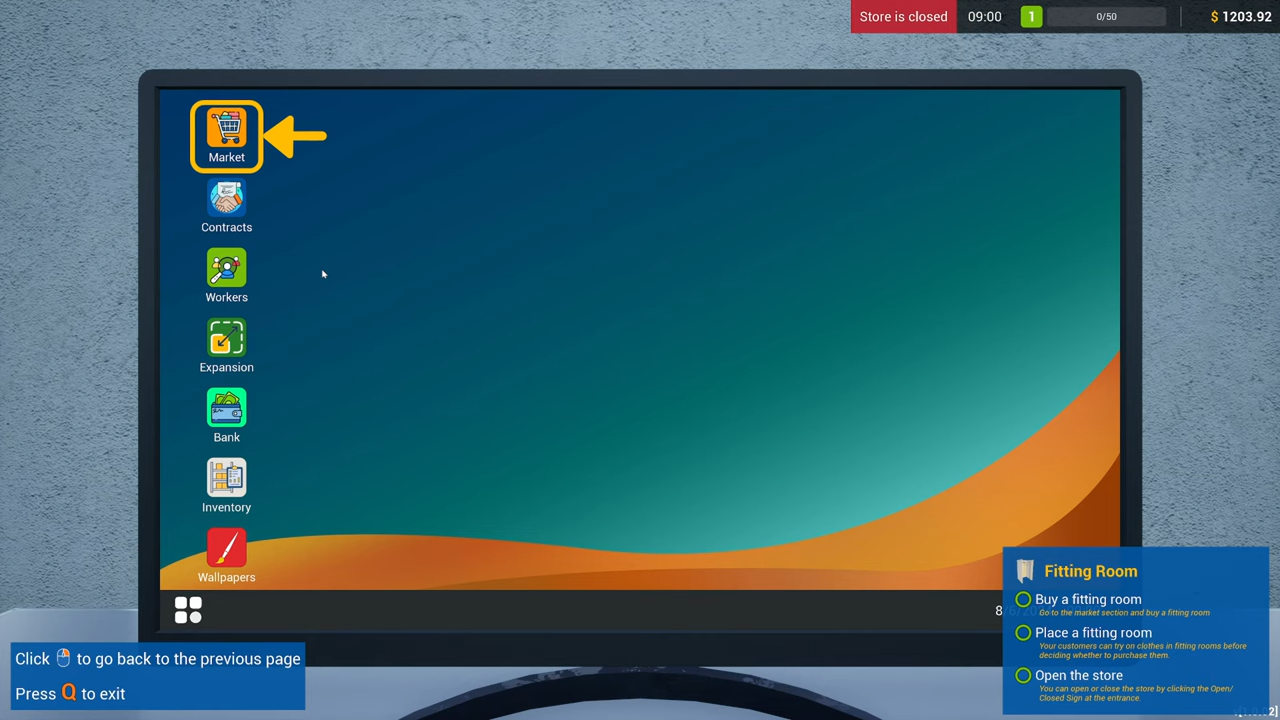 Store is closed 09:00 1 0/50 $ 1203.92
Market
Contracts
Workers
Expansion
Bank
Inventory
Wallpapers
Fitting Room
Buy a fitting room
Go to the market section and buy a fitting room
Place a fitting room
Your customers can try on clothes in fitting rooms before
deciding whether to purchase them.
Open the store
You can open or close the store by clicking the Open/
Closed Sign at the entrance.
Click to go back to the previous page
Press Q to exit